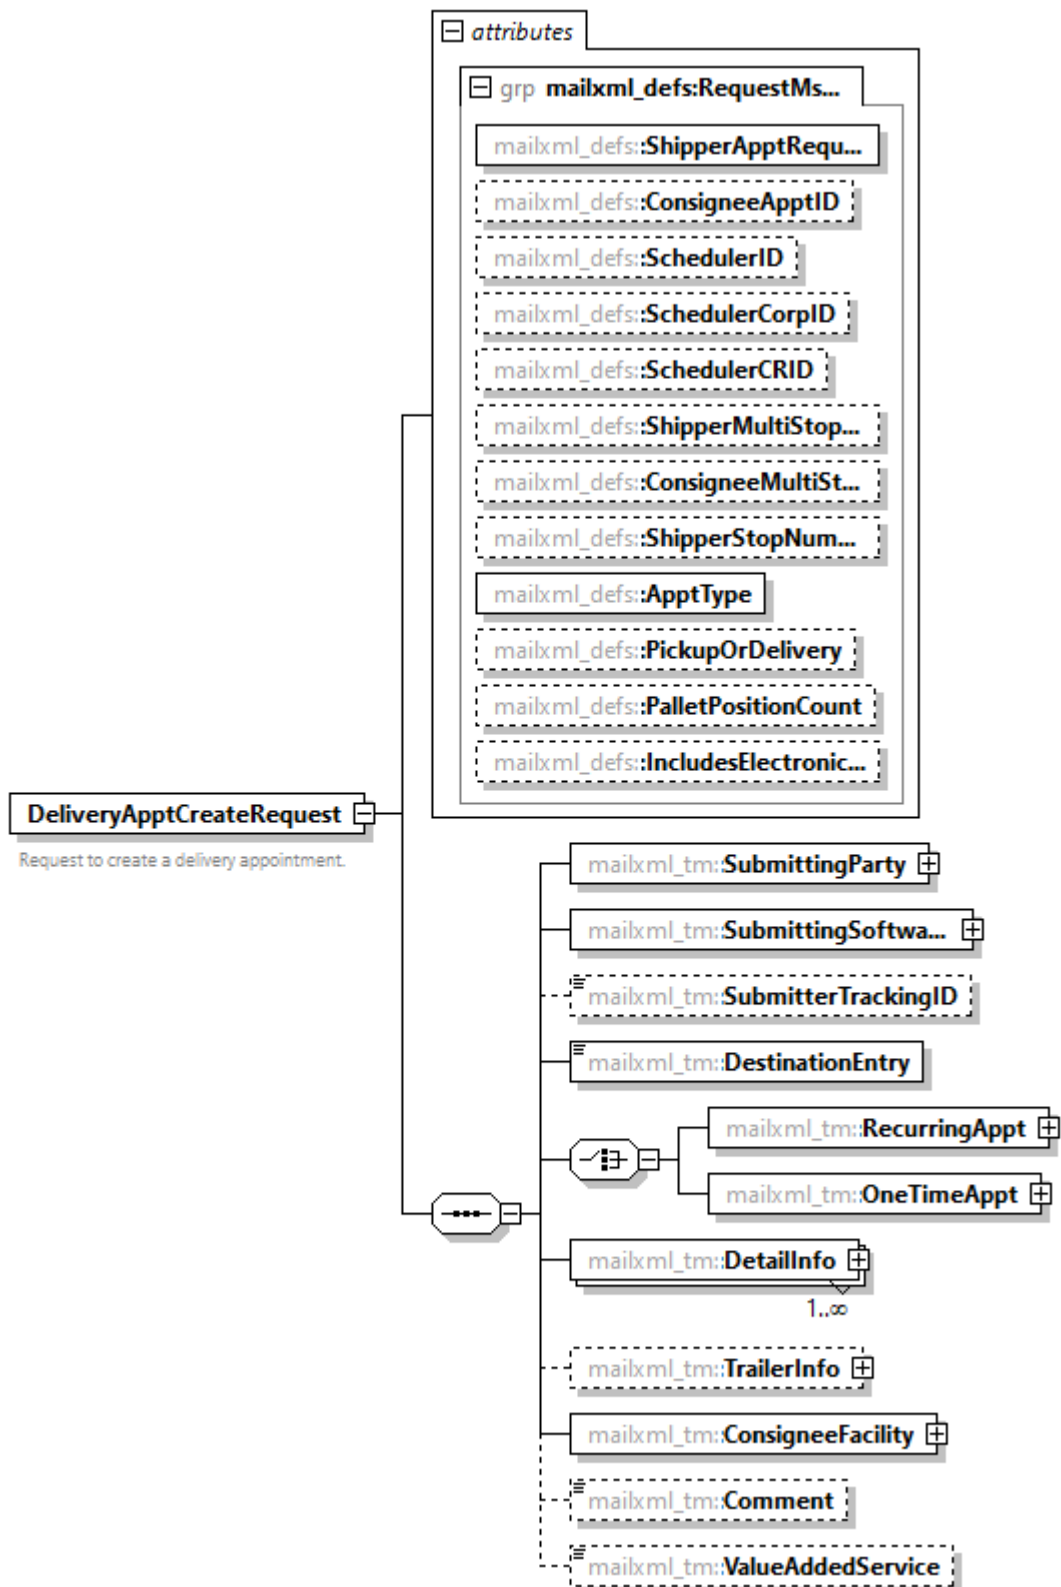 attributes
grp mailxml_defs:RequestMs...
mailxml_defs::ShipperApptRequ...
mailxml_defs::ConsigneeApptID
mailxml_defs::SchedulerID
mailxml_defs::SchedulerCorpID
mailxml_defs::SchedulerCRID
mailxml_defs::ShipperMultiStop...
mailxml_defs::ConsigneeMultiSt...
mailxml_defs::ShipperStopNum...
mailxml_defs::ApptType
mailxml_defs::PickupOrDelivery
mailxml_defs::PalletPositionCount
mailxml_defs::IncludesElectronic...
DeliveryApptCreateRequest
Request to create a delivery appointment.
mailxml_tm::SubmittingParty
mailxml_tm::SubmittingSoftwa...
mailxml_tm::SubmitterTrackingID
mailxml_tm::DestinationEntry
mailxml_tm::RecurringAppt
mailxml_tm::OneTimeAppt
mailxml_tm::DetailInfo
1..∞
mailxml_tm::TrailerInfo
mailxml_tm::ConsigneeFacility
mailxml_tm::Comment
mailxml_tm::ValueAddedService